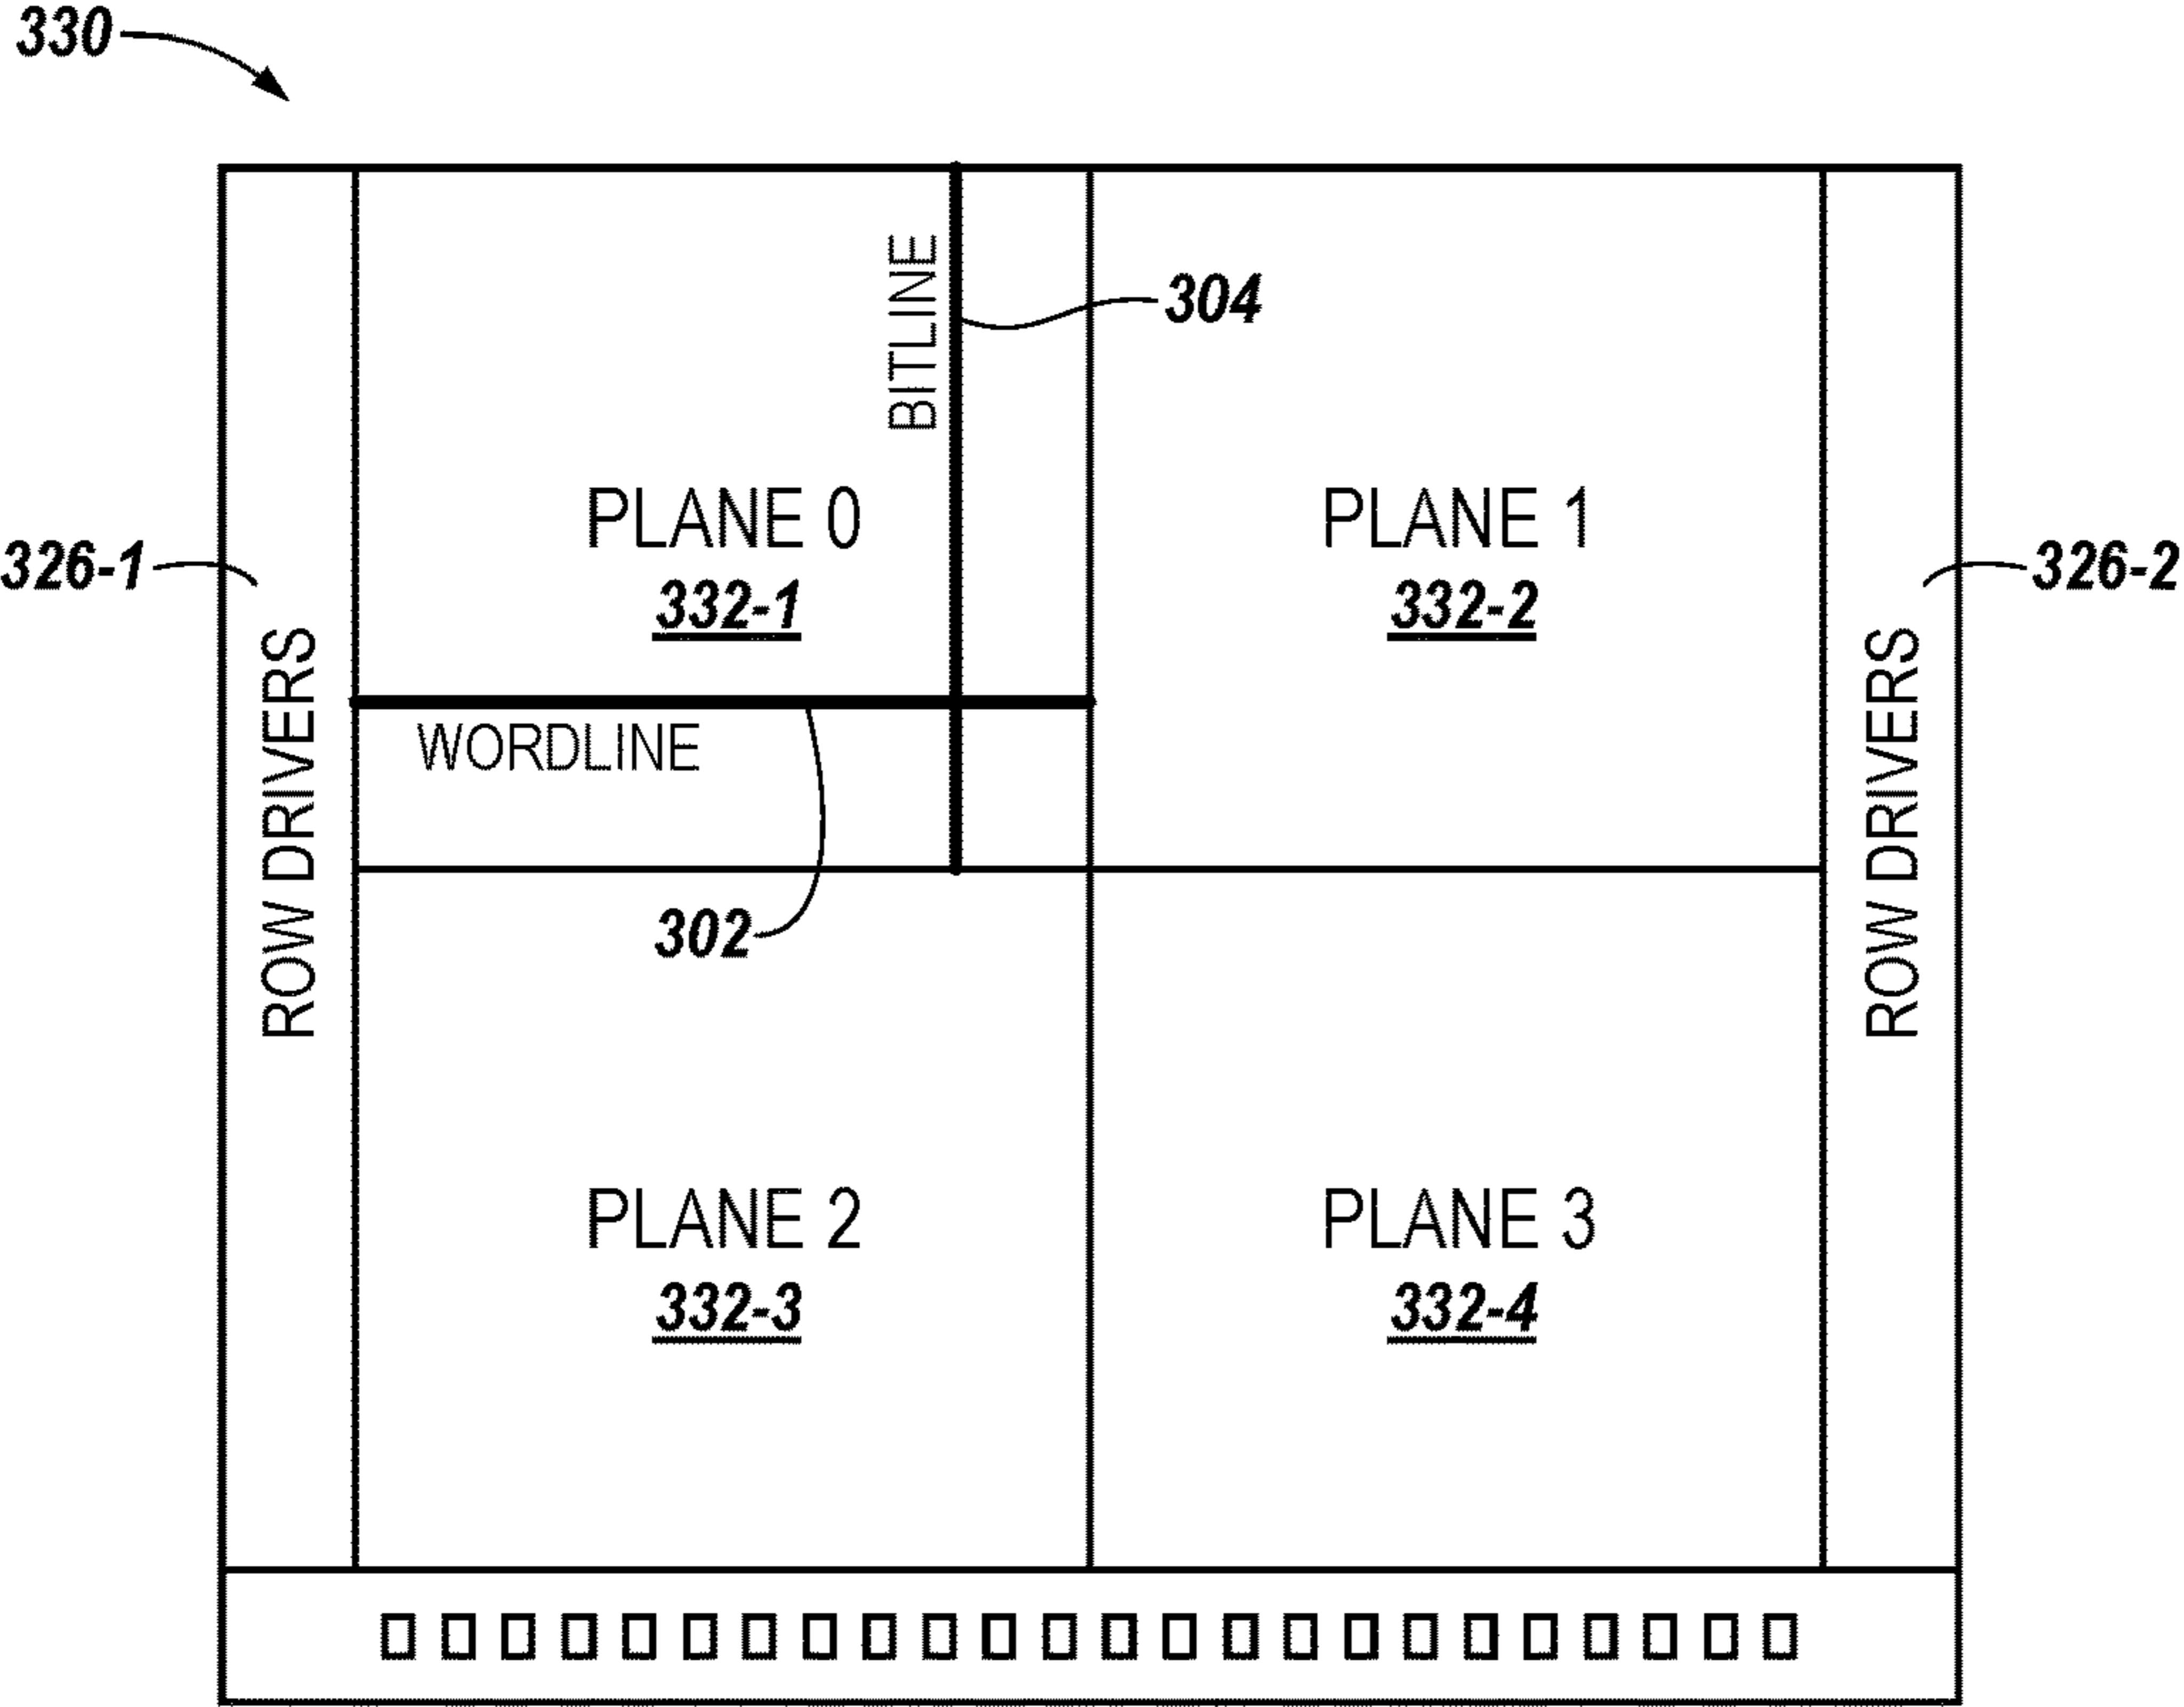 330
BITLINE
304
PLANE 0
332-1
PLANE 1
332-2
326-1
326-2
ROW DRIVERS
WORDLINE
ROW DRIVERS
302
PLANE 2
332-3
PLANE 3
332-4